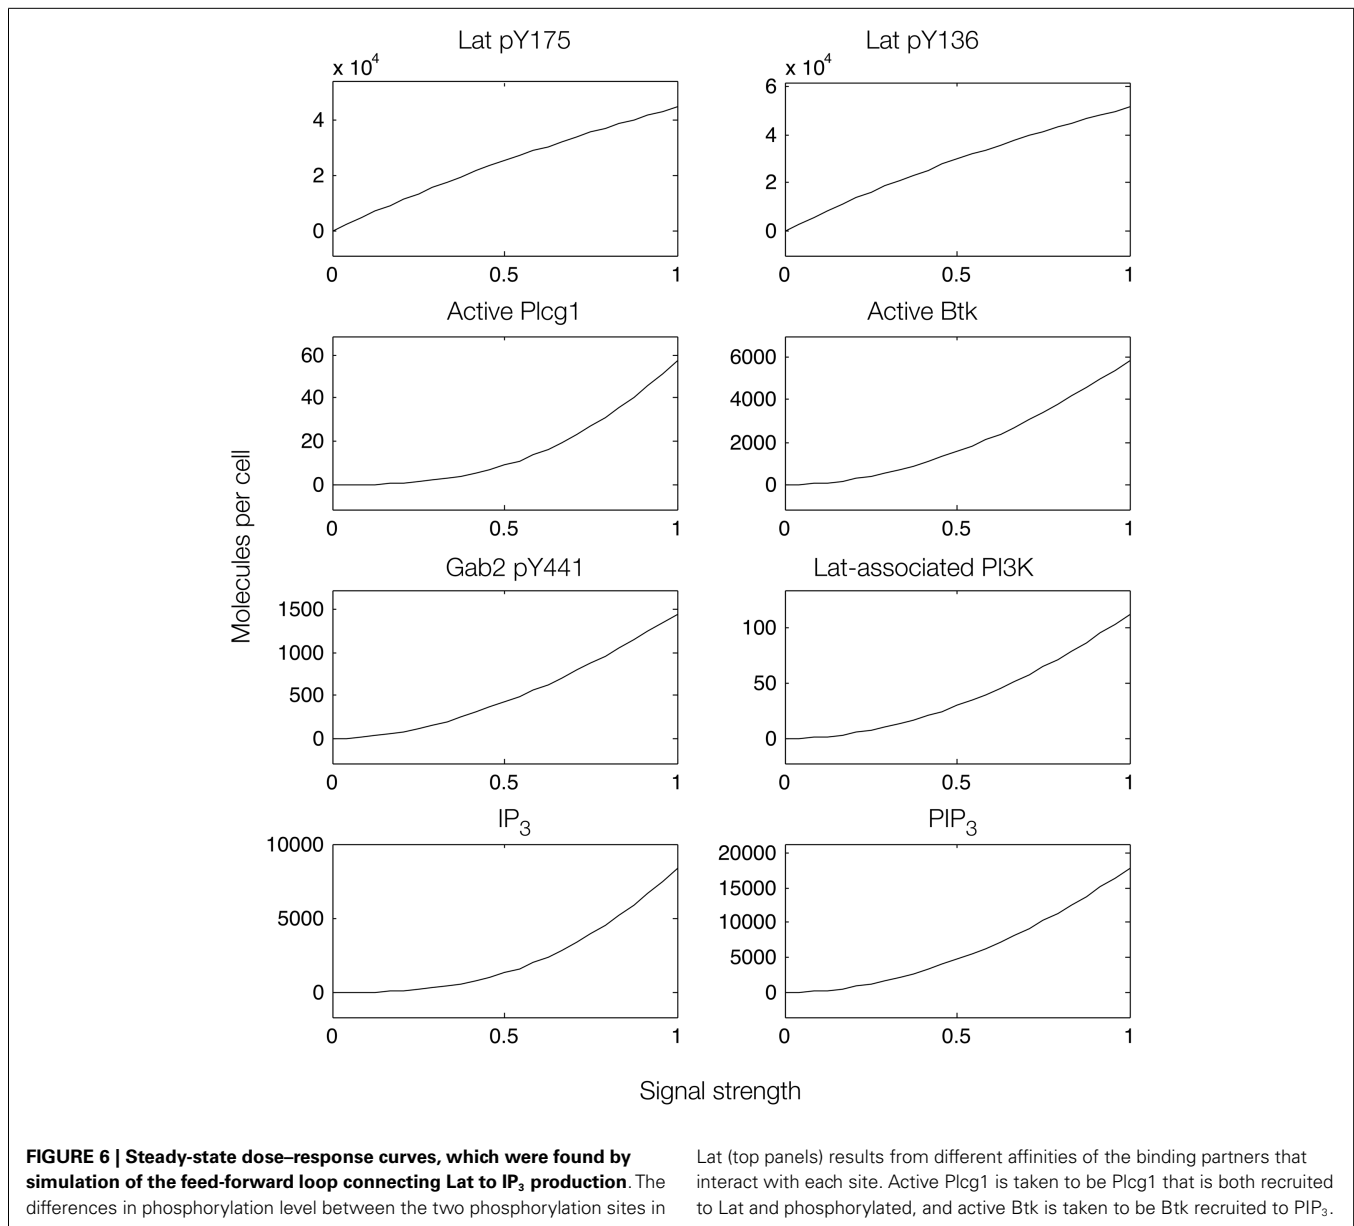 Lat pY175
Lat pY136
x 10⁴
4
2
0
0 0.5 1
x 10⁴
6
4
2
0
0 0.5 1
Active Plcg1
Active Btk
60
40
20
0
0 0.5 1
6000
4000
2000
0
0 0.5 1
Molecules per cell
Gab2 pY441
Lat-associated PI3K
1500
1000
500
0
0 0.5 1
100
50
0
0 0.5 1
IP₃
PIP₃
10000
5000
0
0 0.5 1
20000
15000
10000
5000
0
0 0.5 1
Signal strength
FIGURE 6 | Steady-state dose–response curves, which were found by
simulation of the feed-forward loop connecting Lat to IP₃ production. The
differences in phosphorylation level between the two phosphorylation sites in
Lat (top panels) results from different affinities of the binding partners that
interact with each site. Active Plcg1 is taken to be Plcg1 that is both recruited
to Lat and phosphorylated, and active Btk is taken to be Btk recruited to PIP₃.